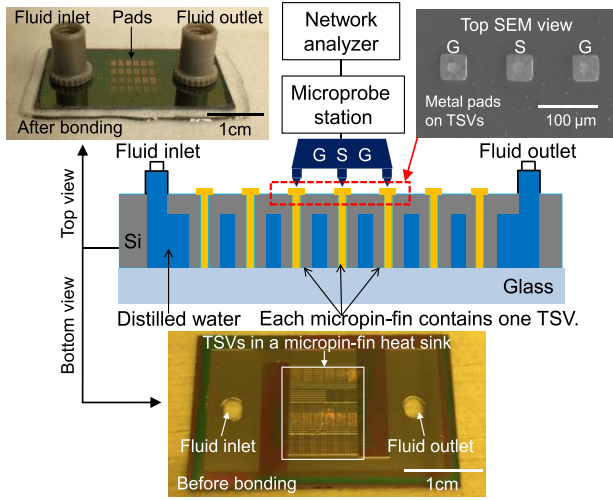 Fluid inlet
Pads
Fluid outlet
After bonding
1cm
Network
analyzer
Microprobe
station
G S G
Top SEM view
G
S
G
Metal pads
on TSVs
100 μm
Top view
Bottom view
Fluid inlet
Fluid outlet
Si
Glass
Distilled water
Each micropin-fin contains one TSV.
TSVs in a micropin-fin heat sink
Fluid inlet
Fluid outlet
Before bonding
1cm